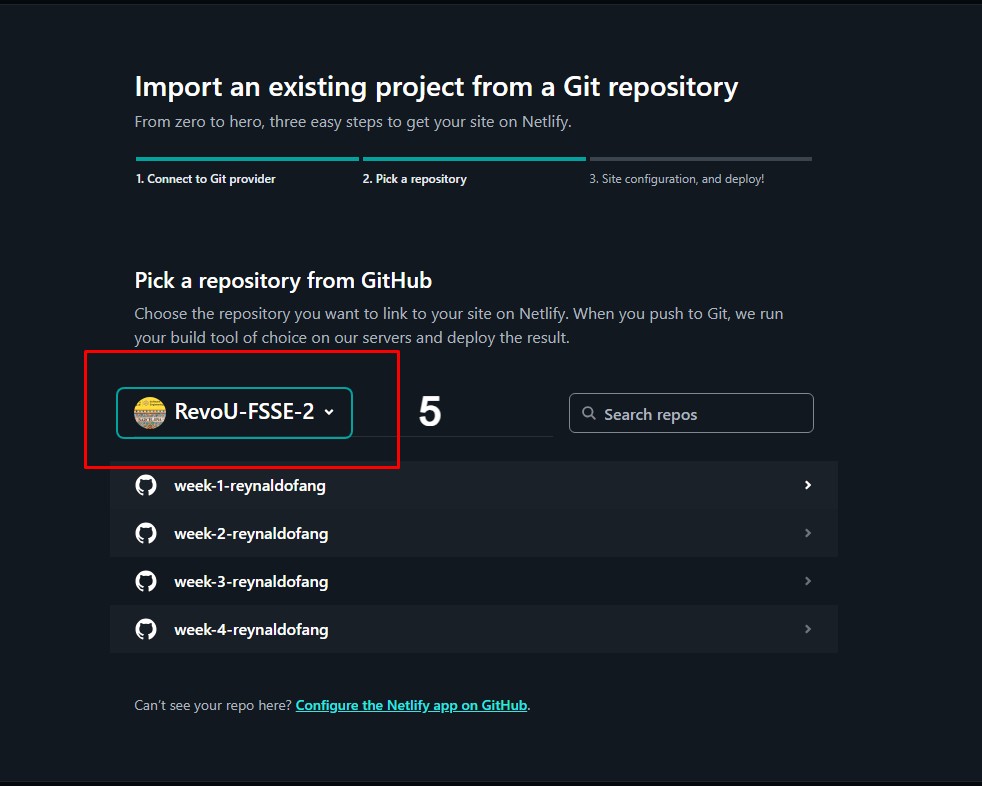 Import an existing project from a Git repository
From zero to hero, three easy steps to get your site on Netlify.
1. Connect to Git provider
2. Pick a repository
3. Site configuration, and deploy!
Pick a repository from GitHub
Choose the repository you want to link to your site on Netlify. When you push to Git, we run
your build tool of choice on our servers and deploy the result.
RevoU-FSSE-2
5
Search repos
week-1-reynaldofang
week-2-reynaldofang
week-3-reynaldofang
week-4-reynaldofang
Can't see your repo here? Configure the Netlify app on GitHub.